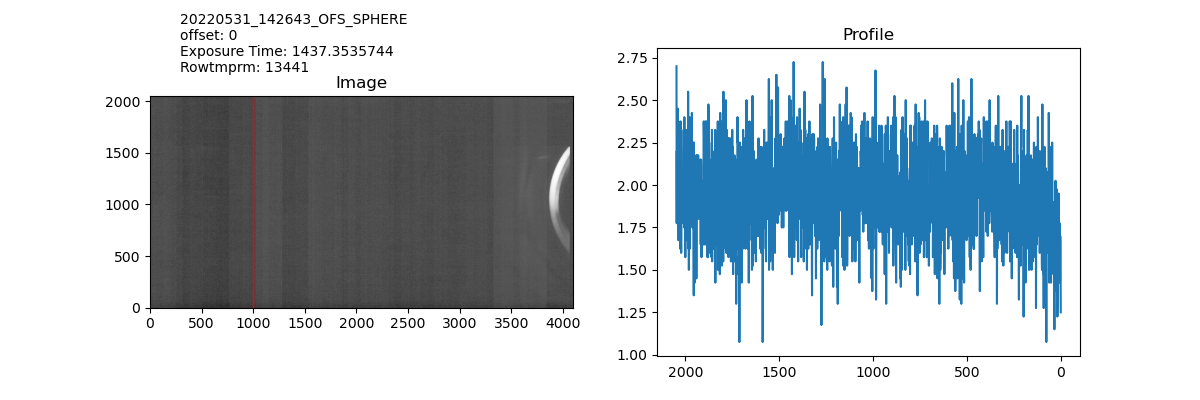 20220531_142643_OFS_SPHERE
offset: 0
Exposure Time: 1437.3535744
Rowtmprm: 13441
Image
2000
1500
1000
500
0
0 500 1000 1500 2000 2500 3000 3500 4000
Profile
2.75
2.50
2.25
2.00
1.75
1.50
1.25
1.00
2000 1500 1000 500 0